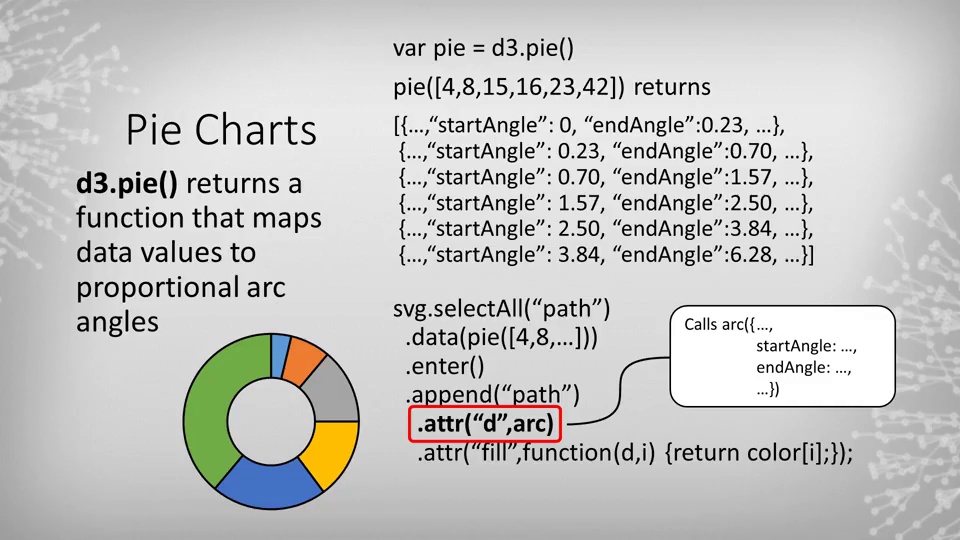 Pie Charts
d3.pie() returns a
function that maps
data values to
proportional arc
angles
var pie = d3.pie()
pie([4,8,15,16,23,42]) returns
[{…,“startAngle”: 0, “endAngle”:0.23, …},
{…,“startAngle”: 0.23, “endAngle”:0.70, …},
{…,“startAngle”: 0.70, “endAngle”:1.57, …},
{…,“startAngle”: 1.57, “endAngle”:2.50, …},
{…,“startAngle”: 2.50, “endAngle”:3.84, …},
{…,“startAngle”: 3.84, “endAngle”:6.28, …}]
svg.selectAll(“path”)
.data(pie([4,8,…]))
.enter()
.append(“path”)
.attr(“d”,arc)
.attr(“fill”,function(d,i) {return color[i];});
Calls arc({…,
startAngle: …,
endAngle: …,
…})